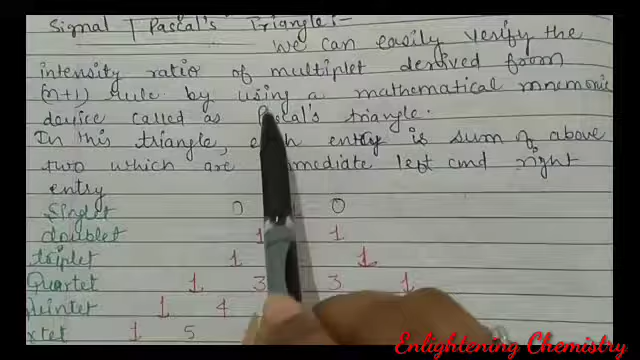 Signal / Pascal's Triangle:-
We can easily verify the
intensity ratio of multiplet derived from
(n+1) rule by using a mathematical mnemonic
device called as Pascal's triangle.
In this triangle, each entry is sum of above
two which are immediate left and right
entry
Singlet 0 0
doublet 1 1
triplet 1 1
Quartet 1 3 3 1
1 4
1 5
Enlightening Chemistry